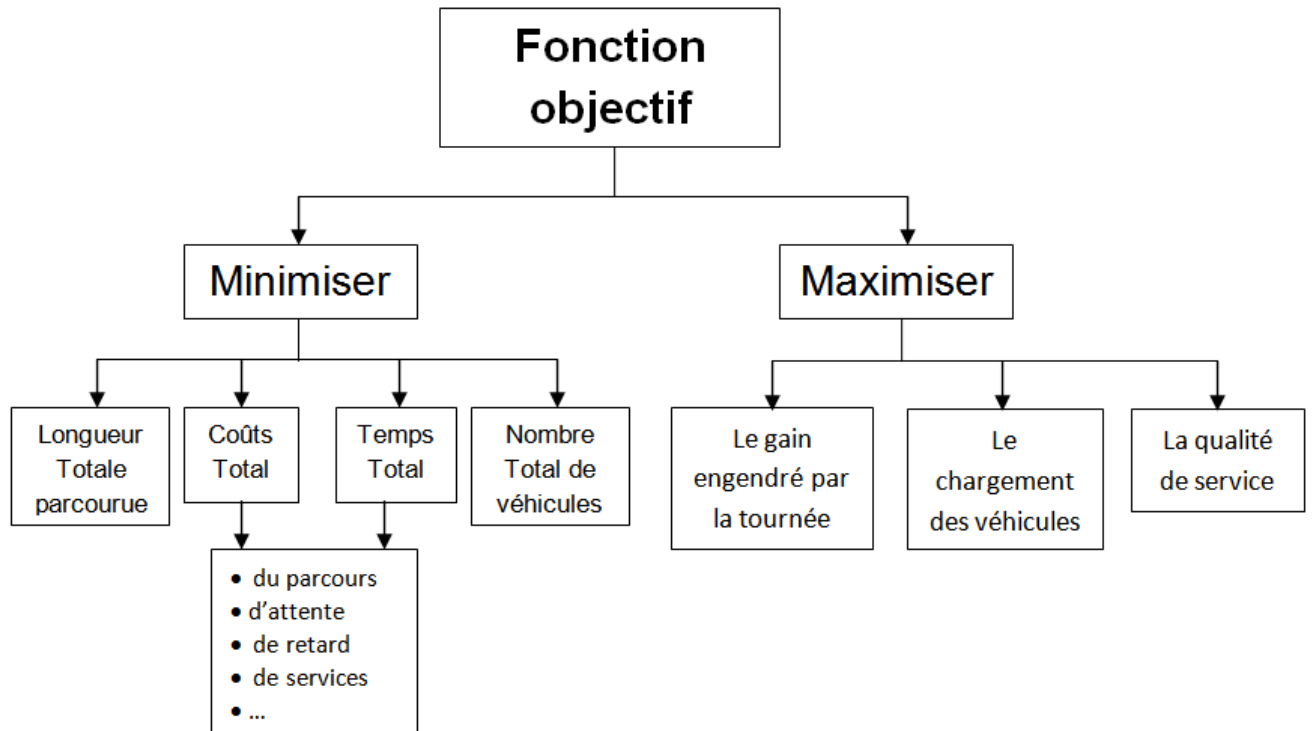 Fonction
objectif
Minimiser
Maximiser
Longueur
Totale
parcourue
Coûts
Total
Temps
Total
Nombre
Total de
véhicules
Le gain
engendré par
la tournée
Le
chargement
des véhicules
La qualité
de service
• du parcours
• d’attente
• de retard
• de services
• ...